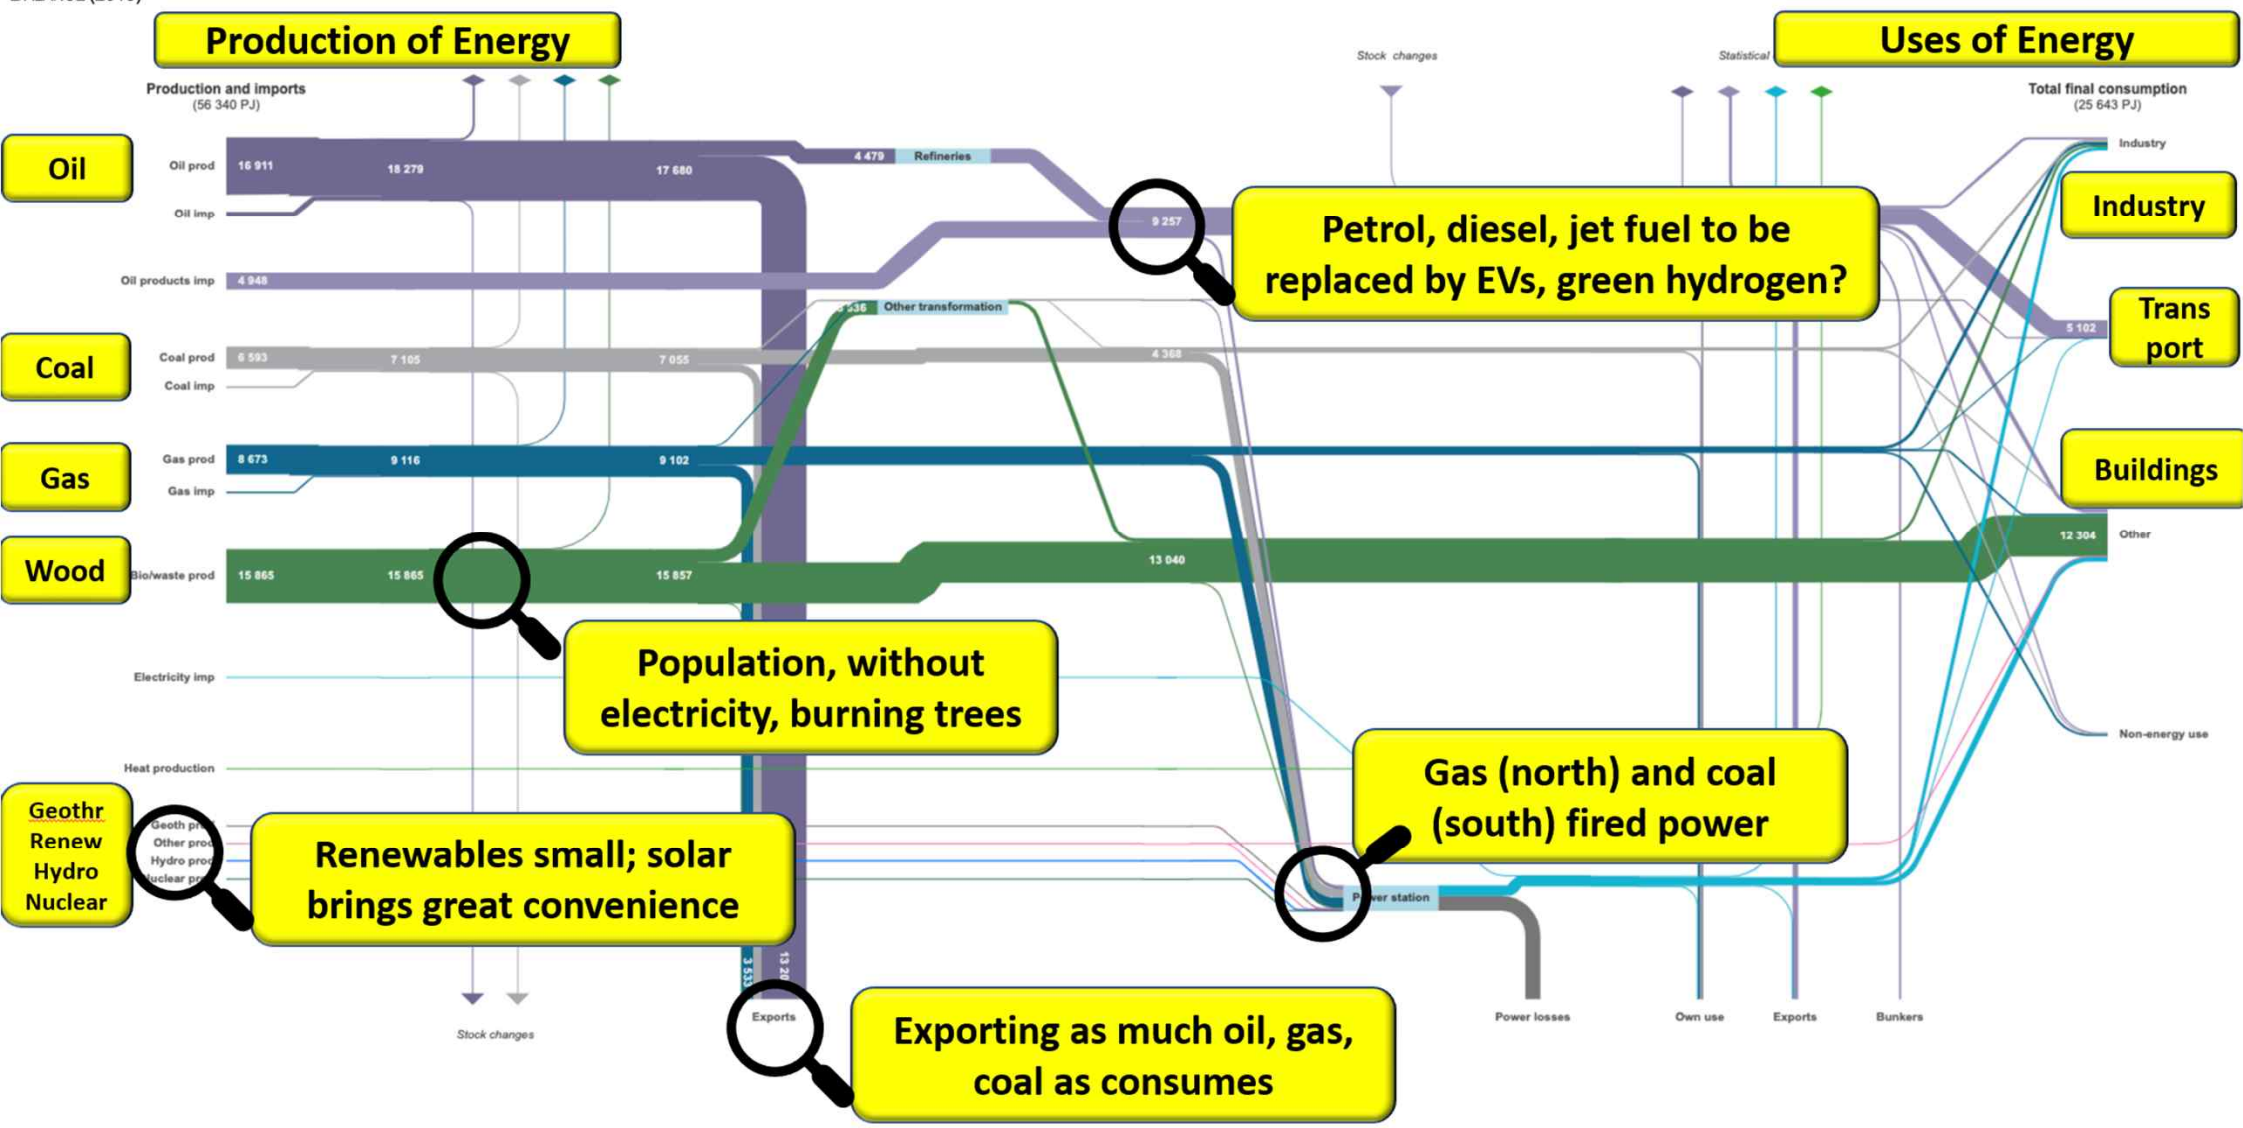 Production of Energy
Uses of Energy
Stock changes
Statistical
Production and imports
(56 340 PJ)
Total final consumption
(25 643 PJ)
Oil
Oil prod
16 911
18 279
17 680
4 479
Refineries
Industry
Industry
Oil imp
9 257
Petrol, diesel, jet fuel to be
replaced by EVs, green hydrogen?
Oil products imp
4 948
Other transformation
5 102
Trans
port
Coal
Coal prod
6 593
7 105
7 055
4 368
Coal imp
Gas
Gas prod
8 673
9 116
9 102
Gas imp
Buildings
Wood
Bio/waste prod
15 865
15 865
15 857
13 040
12 304
Other
Population, without
electricity, burning trees
Electricity imp
Non-energy use
Heat production
Gas (north) and coal
(south) fired power
Geothr
Renew
Hydro
Nuclear
Geoth
Other prod
Hydro prod
Renewables small; solar
brings great convenience
Power station
Exports
Stock changes
Exporting as much oil, gas,
coal as consumes
Power losses
Own use
Exports
Bunkers